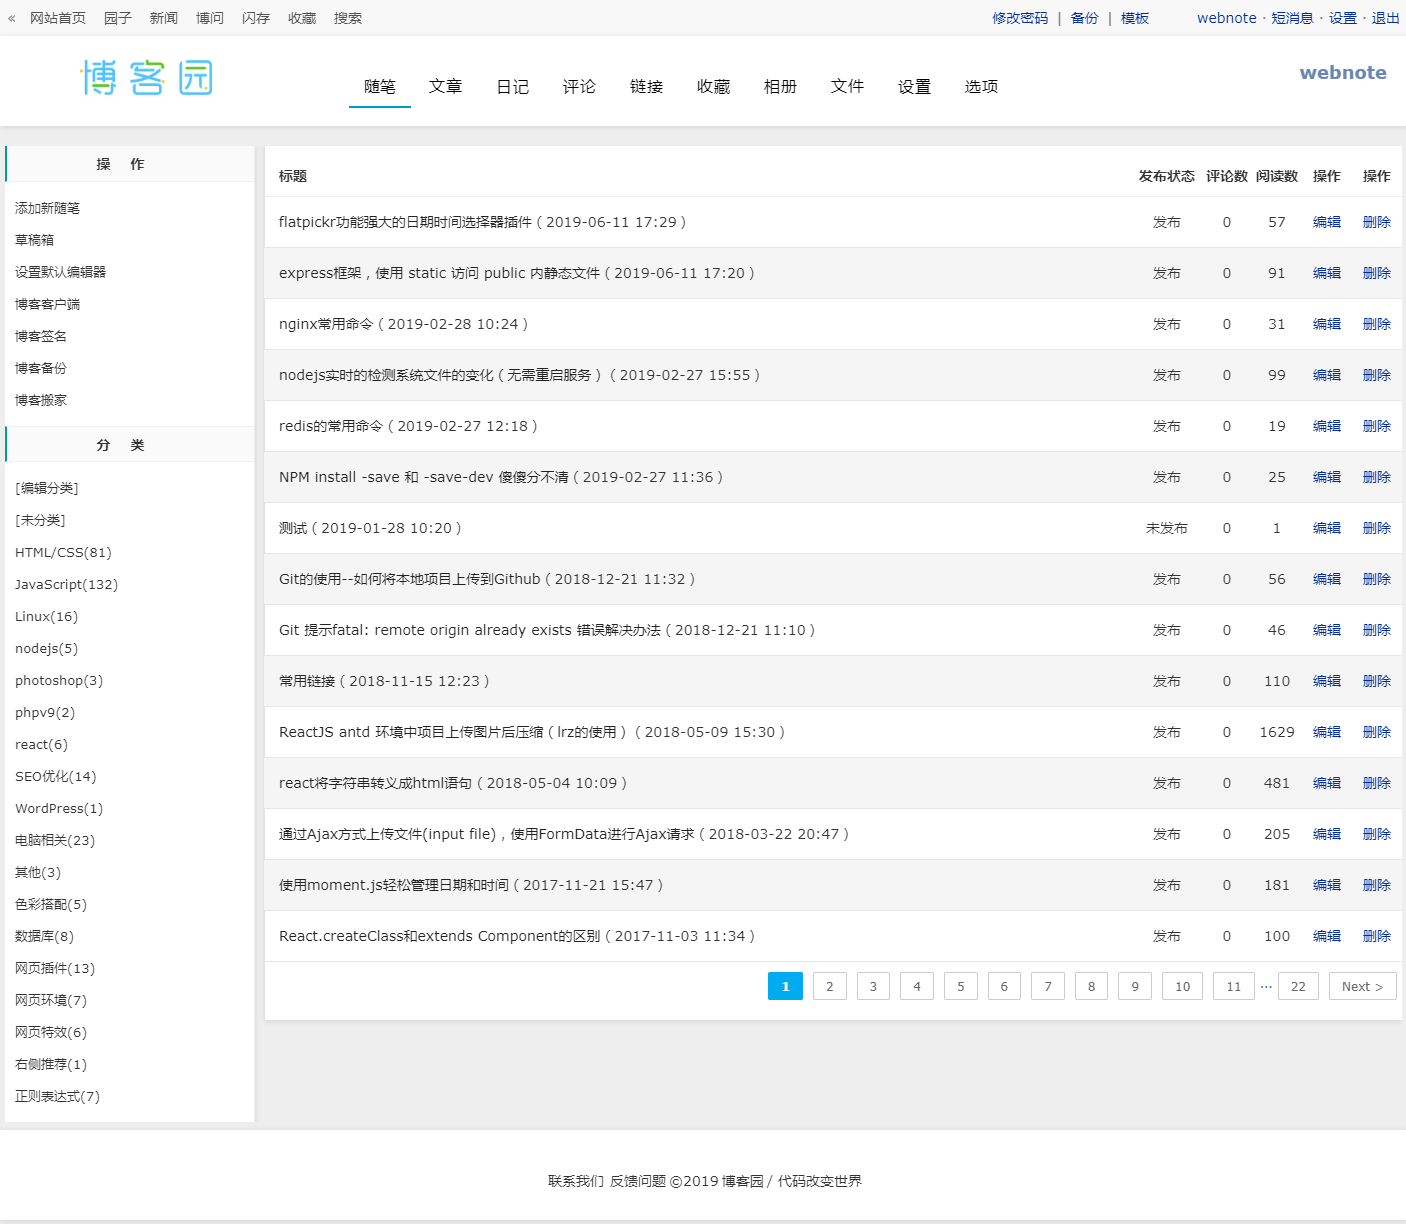 « 网站首页 园子 新闻 博问 闪存 收藏 搜索 修改密码 | 备份 | 模板 webnote · 短消息 · 设置 · 退出
博客园 随笔 文章 日记 评论 链接 收藏 相册 文件 设置 选项 webnote
操 作
添加新随笔
草稿箱
设置默认编辑器
博客客户端
博客签名
博客备份
博客搬家
分 类
[编辑分类]
[未分类]
HTML/CSS(81)
JavaScript(132)
Linux(16)
nodejs(5)
photoshop(3)
phpv9(2)
react(6)
SEO优化(14)
WordPress(1)
电脑相关(23)
其他(3)
色彩搭配(5)
数据库(8)
网页插件(13)
网页环境(7)
网页特效(6)
右侧推荐(1)
正则表达式(7)
标题 发布状态 评论数 阅读数 操作 操作
flatpickr功能强大的日期时间选择器插件（2019-06-11 17:29） 发布 0 57 编辑 删除
express框架，使用 static 访问 public 内静态文件（2019-06-11 17:20） 发布 0 91 编辑 删除
nginx常用命令（2019-02-28 10:24） 发布 0 31 编辑 删除
nodejs实时的检测系统文件的变化（无需重启服务）（2019-02-27 15:55） 发布 0 99 编辑 删除
redis的常用命令（2019-02-27 12:18） 发布 0 19 编辑 删除
NPM install -save 和 -save-dev 傻傻分不清（2019-02-27 11:36） 发布 0 25 编辑 删除
测试（2019-01-28 10:20） 未发布 0 1 编辑 删除
Git的使用--如何将本地项目上传到Github（2018-12-21 11:32） 发布 0 56 编辑 删除
Git 提示fatal: remote origin already exists 错误解决办法（2018-12-21 11:10） 发布 0 46 编辑 删除
常用链接（2018-11-15 12:23） 发布 0 110 编辑 删除
ReactJS antd 环境中项目上传图片后压缩（lrz的使用）（2018-05-09 15:30） 发布 0 1629 编辑 删除
react将字符串转义成html语句（2018-05-04 10:09） 发布 0 481 编辑 删除
通过Ajax方式上传文件(input file)，使用FormData进行Ajax请求（2018-03-22 20:47） 发布 0 205 编辑 删除
使用moment.js轻松管理日期和时间（2017-11-21 15:47） 发布 0 181 编辑 删除
React.createClass和extends Component的区别（2017-11-03 11:34） 发布 0 100 编辑 删除
1 2 3 4 5 6 7 8 9 10 11 ··· 22 Next >
联系我们 反馈问题 ©2019 博客园 / 代码改变世界